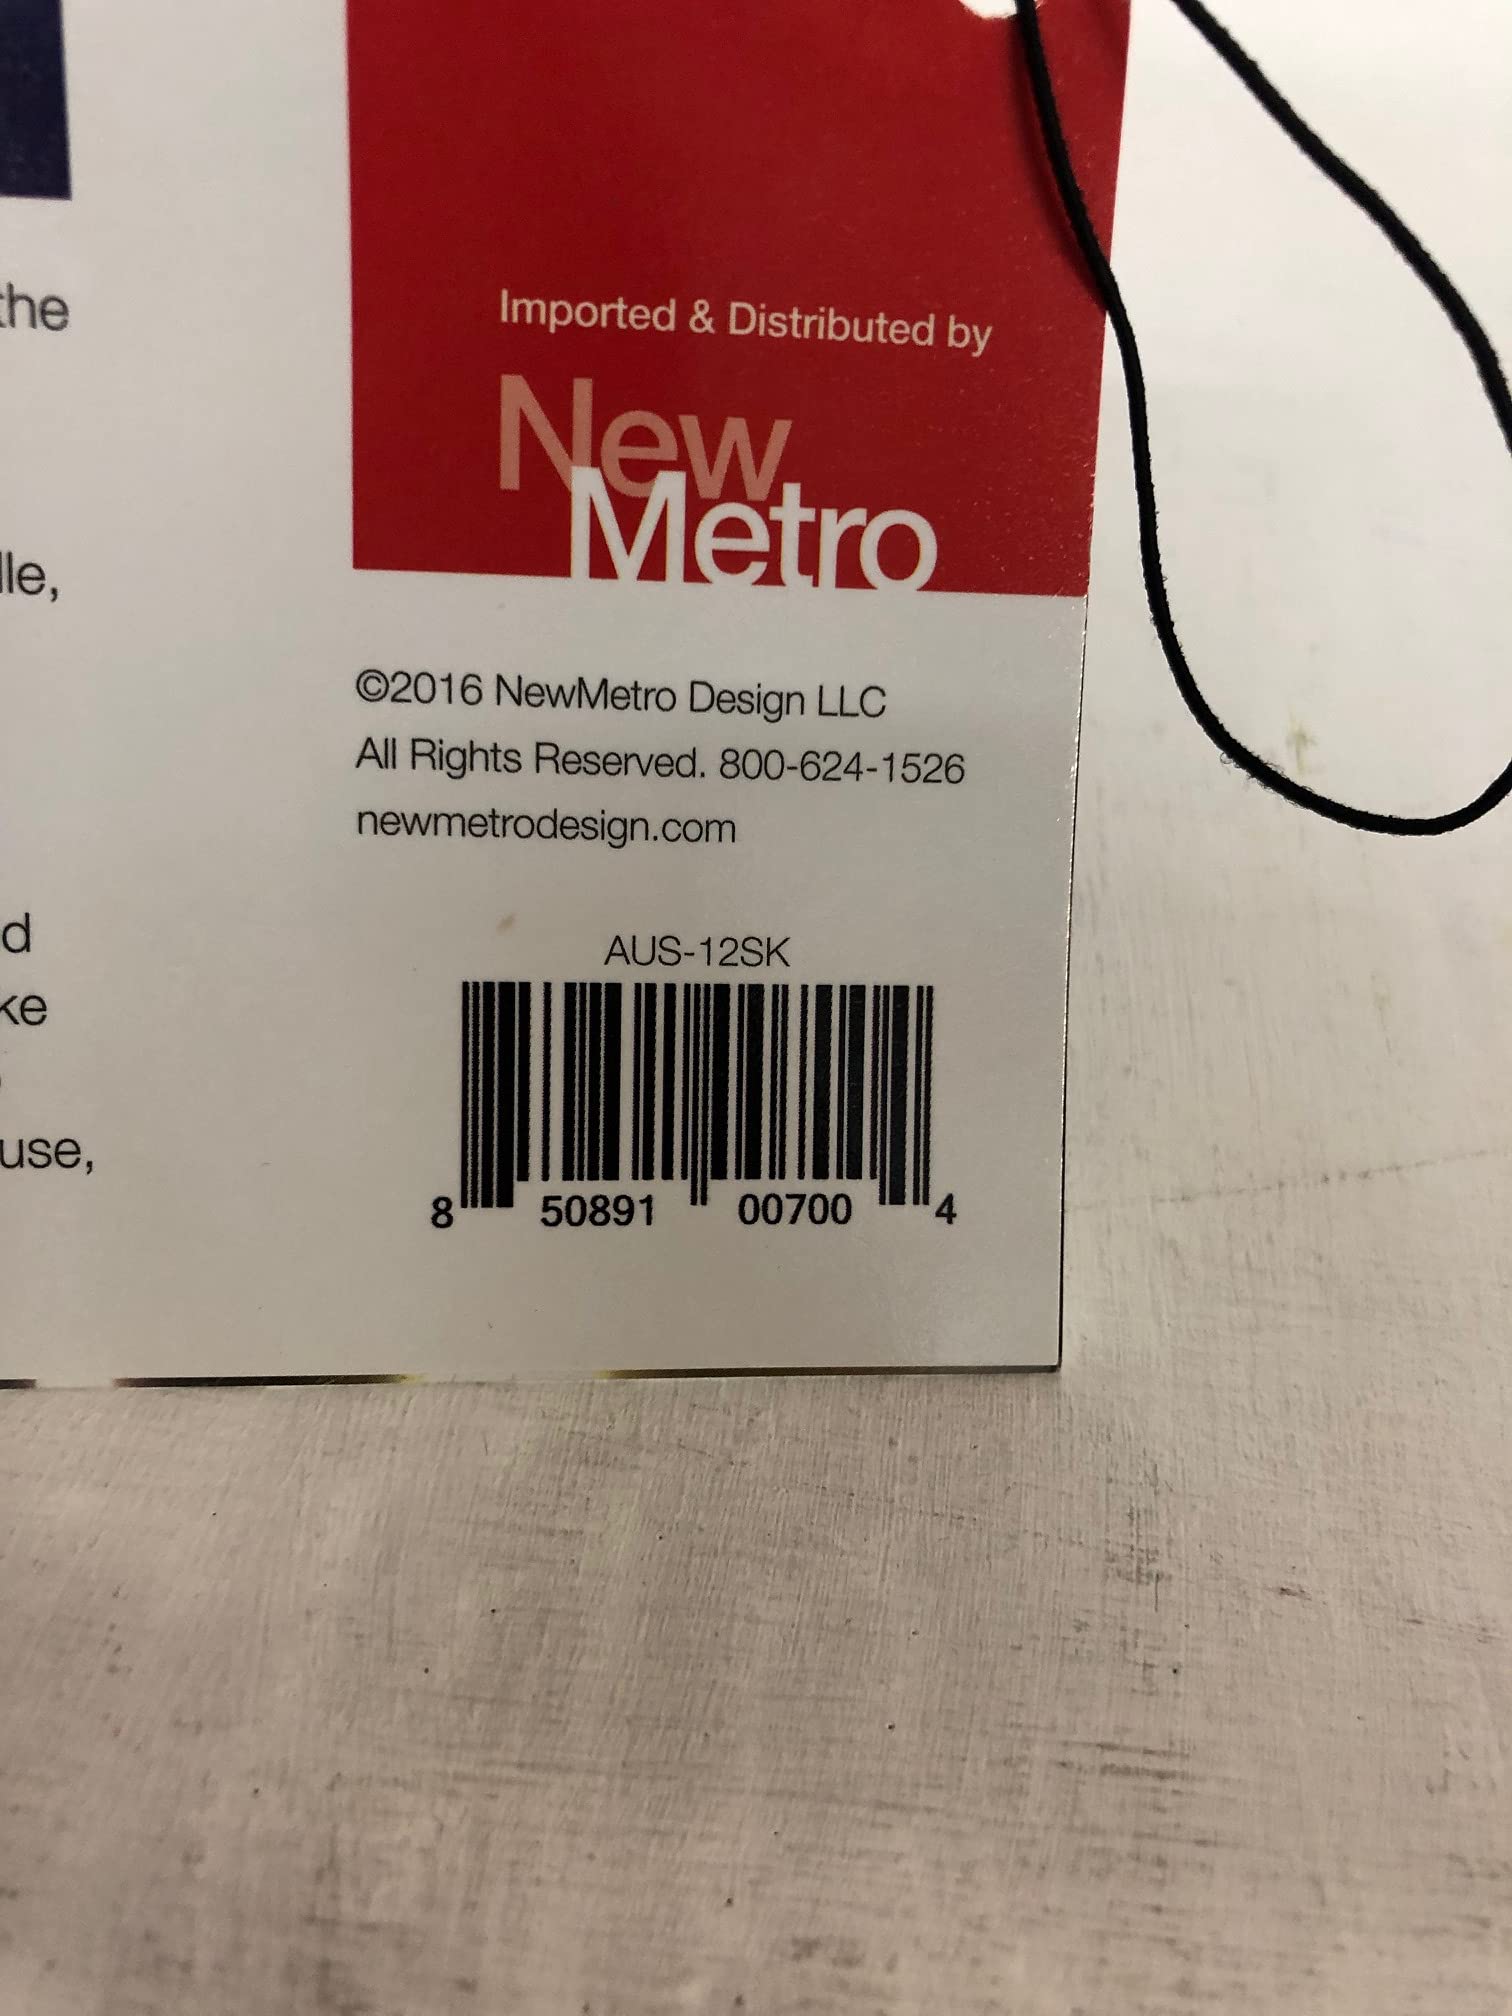 the
lle,
d
ke
use,
Imported & Distributed by
New
Metro
©2016 NewMetro Design LLC
All Rights Reserved. 800-624-1526
newmetrodesign.com
AUS-12SK
8 50891 00700 4